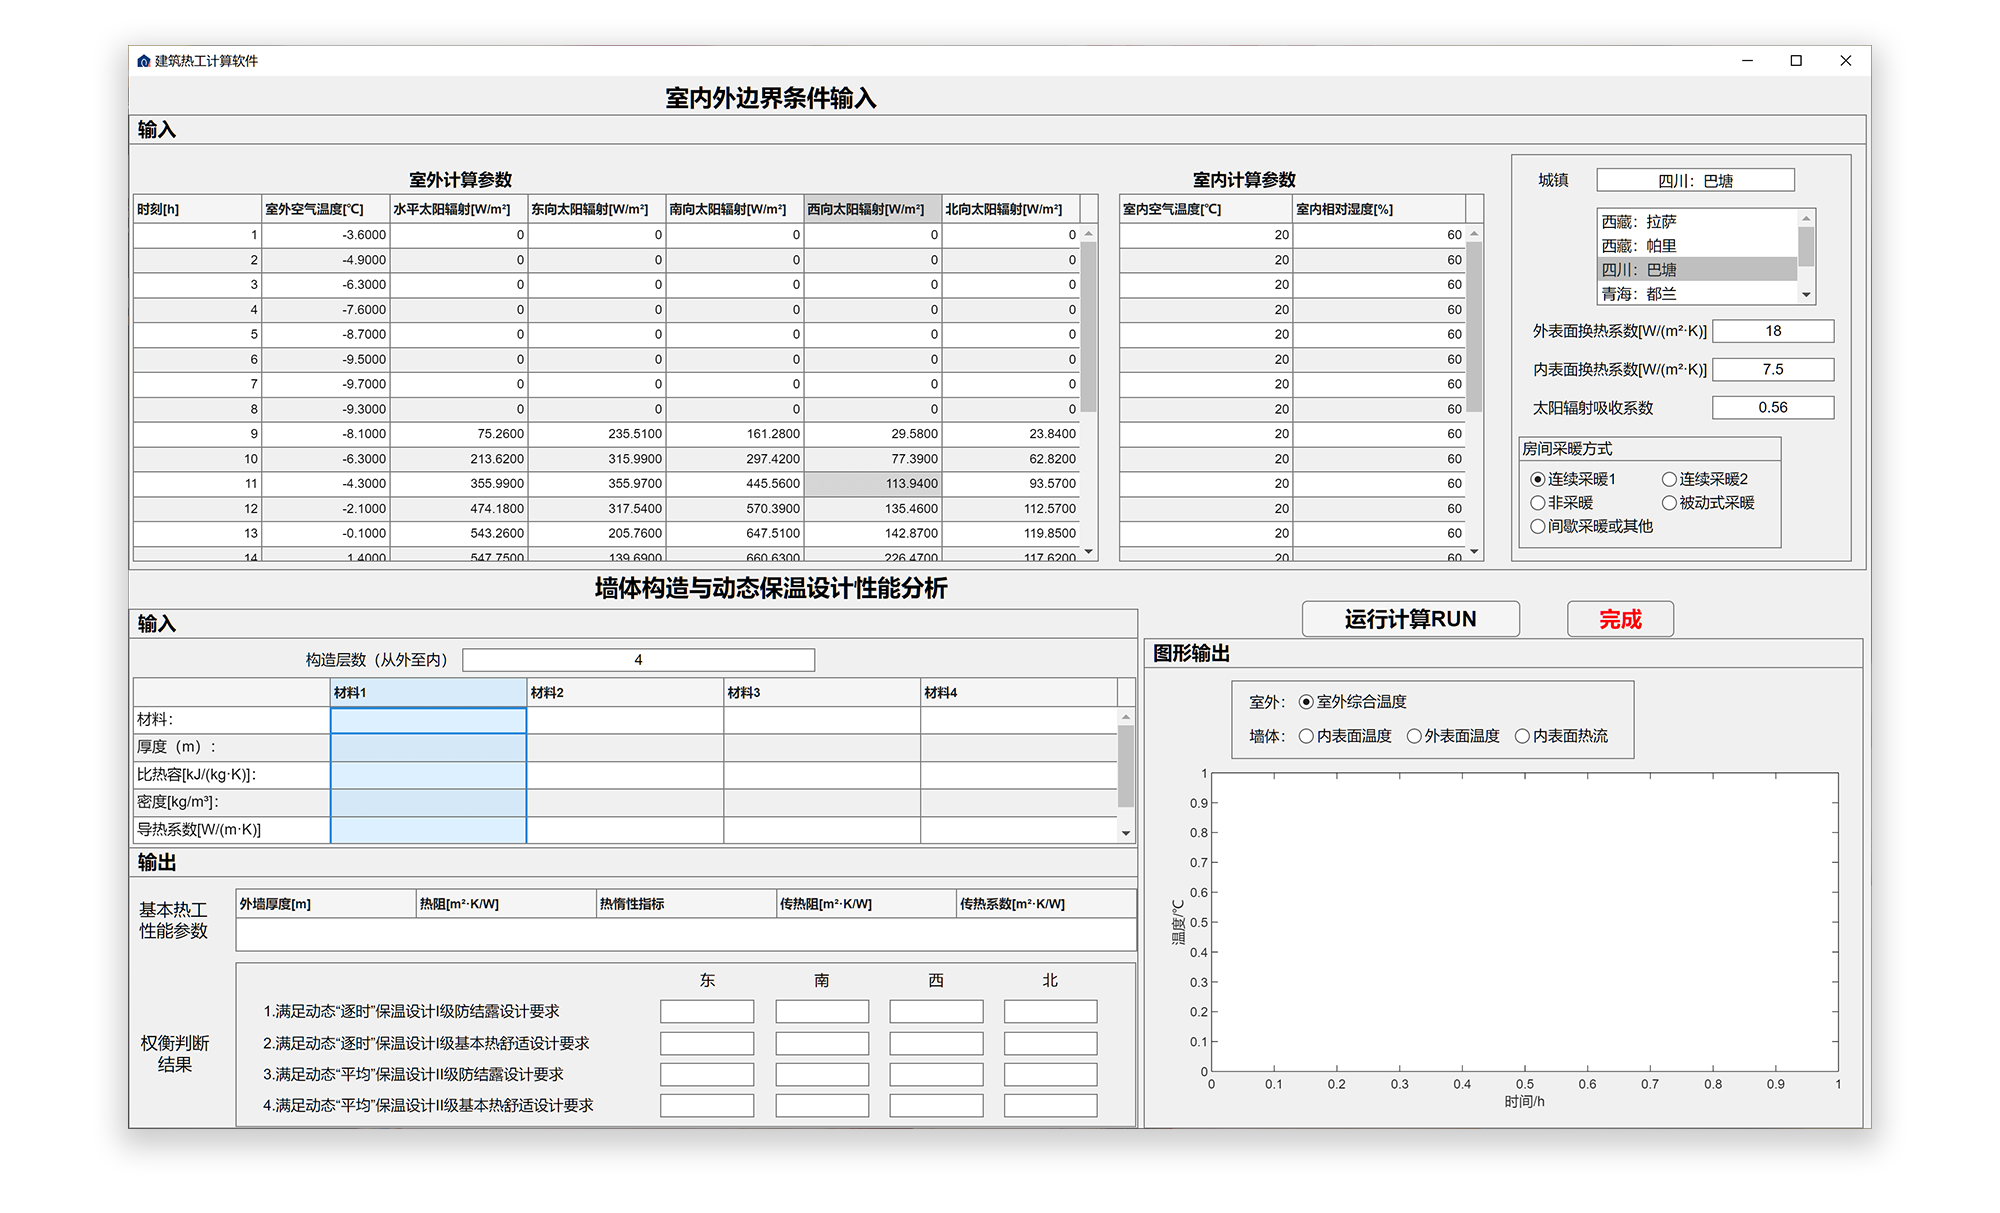 建筑热工计算软件
室内外边界条件输入
输入
室外计算参数
时刻[h] 室外空气温度[℃] 水平太阳辐射[W/m²] 东向太阳辐射[W/m²] 南向太阳辐射[W/m²] 西向太阳辐射[W/m²] 北向太阳辐射[W/m²]
1 -3.6000 0 0 0 0 0
2 -4.9000 0 0 0 0 0
3 -6.3000 0 0 0 0 0
4 -7.6000 0 0 0 0 0
5 -8.7000 0 0 0 0 0
6 -9.5000 0 0 0 0 0
7 -9.7000 0 0 0 0 0
8 -9.3000 0 0 0 0 0
9 -8.1000 75.2600 235.5100 161.2800 29.5800 23.8400
10 -6.3000 213.6200 315.9900 297.4200 77.3900 62.8200
11 -4.3000 355.9900 355.9700 445.5600 113.9400 93.5700
12 -2.1000 474.1800 317.5400 570.3900 135.4600 112.5700
13 -0.1000 543.2600 205.7600 647.5100 142.8700 119.8500
14 1.4000 547.7500 139.6900 660.6300 226.4700 117.6200
室内计算参数
室内空气温度[℃] 室内相对湿度[%]
20 60
20 60
20 60
20 60
20 60
20 60
20 60
20 60
20 60
20 60
20 60
20 60
20 60
20 60
城镇 四川：巴塘
西藏：拉萨
西藏：帕里
四川：巴塘
青海：都兰
外表面换热系数[W/(m²·K)] 18
内表面换热系数[W/(m²·K)] 7.5
太阳辐射吸收系数 0.56
房间采暖方式
连续采暖1 连续采暖2
非采暖 被动式采暖
间歇采暖或其他
墙体构造与动态保温设计性能分析
输入
构造层数（从外至内） 4
材料1 材料2 材料3 材料4
材料：
厚度（m）：
比热容[kJ/(kg·K)]：
密度[kg/m³]：
导热系数[W/(m·K)]
输出
基本热工
性能参数
外墙厚度[m] 热阻[m²·K/W] 热惰性指标 传热阻[m²·K/W] 传热系数[m²·K/W]
权衡判断
结果
东 南 西 北
1.满足动态“逐时”保温设计I级防结露设计要求
2.满足动态“逐时”保温设计I级基本热舒适设计要求
3.满足动态“平均”保温设计II级防结露设计要求
4.满足动态“平均”保温设计II级基本热舒适设计要求
运行计算RUN 完成
图形输出
室外： 室外综合温度
墙体： 内表面温度 外表面温度 内表面热流
1
0.9
0.8
0.7
0.6
0.5
0.4
0.3
0.2
0.1
0
温度/℃
0 0.1 0.2 0.3 0.4 0.5 0.6 0.7 0.8 0.9 1
时间/h